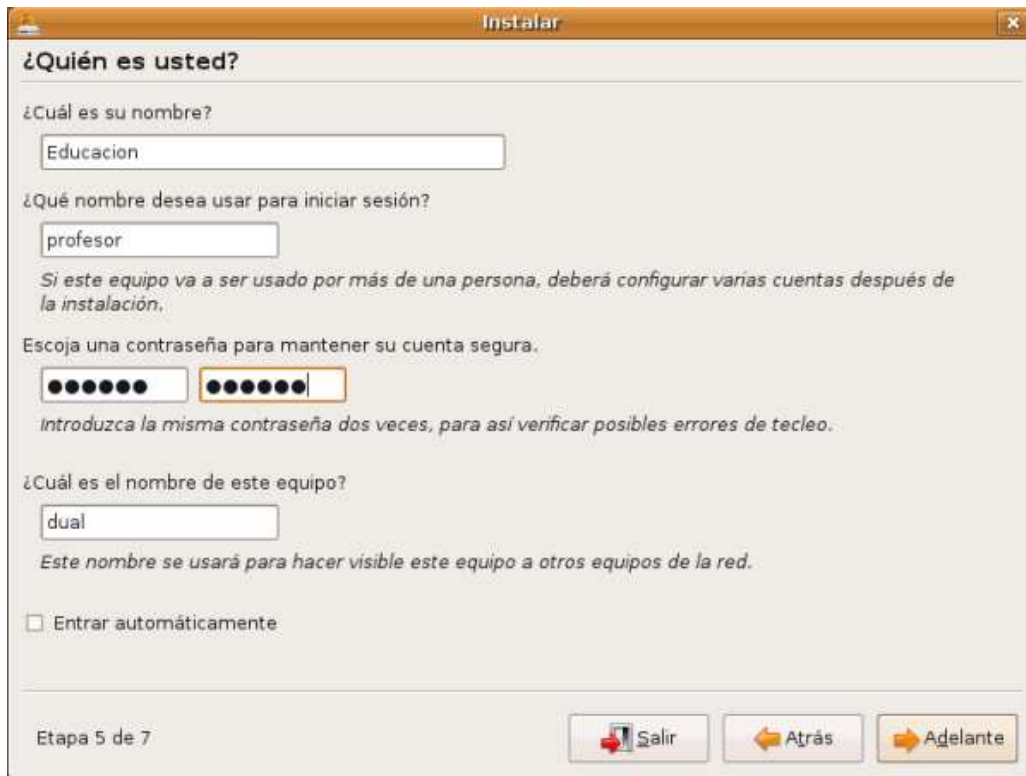 Instalar
¿Quién es usted?
¿Cuál es su nombre?
Educacion
¿Qué nombre desea usar para iniciar sesión?
profesor
Si este equipo va a ser usado por más de una persona, deberá configurar varias cuentas después de
la instalación.
Escoja una contraseña para mantener su cuenta segura.
●●●●●● ●●●●●●
Introduzca la misma contraseña dos veces, para así verificar posibles errores de tecleo.
¿Cuál es el nombre de este equipo?
dual
Este nombre se usará para hacer visible este equipo a otros equipos de la red.
Entrar automáticamente
Etapa 5 de 7 Salir Atrás Adelante